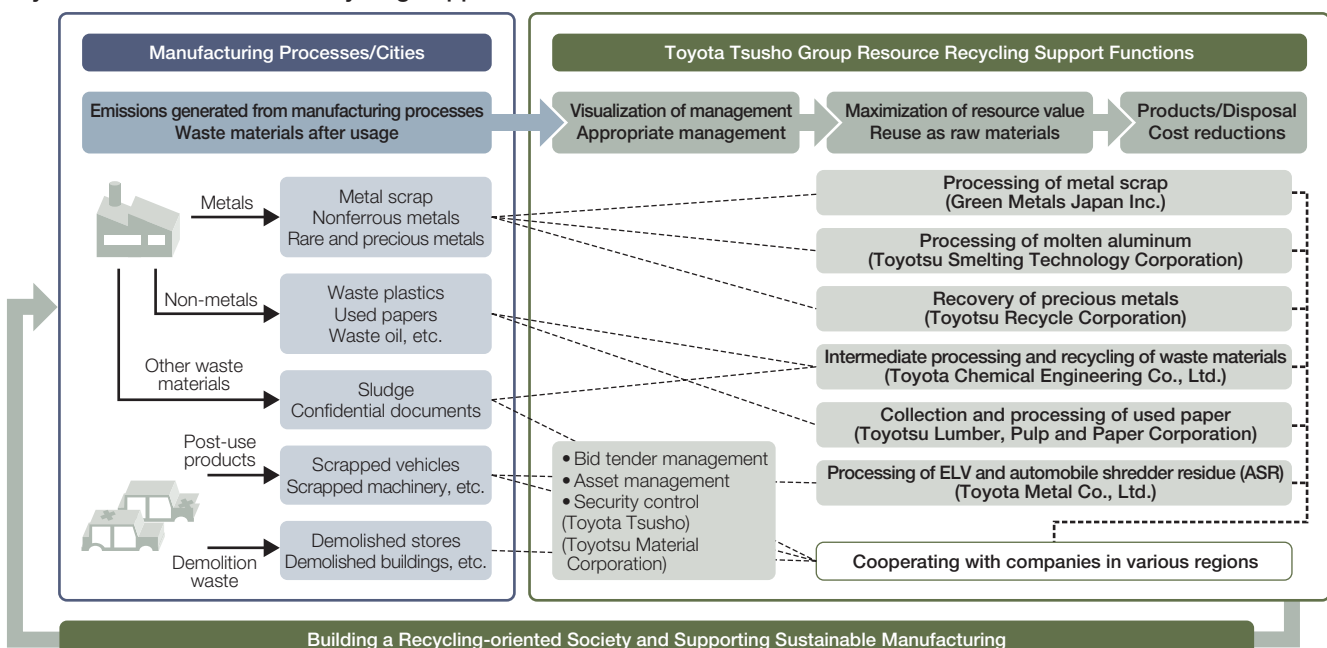 Manufacturing Processes/Cities
Toyota Tsusho Group Resource Recycling Support Functions
Emissions generated from manufacturing processes
Waste materials after usage
Visualization of management
Appropriate management
Maximization of resource value
Reuse as raw materials
Products/Disposal
Cost reductions
Metals
Metal scrap
Nonferrous metals
Rare and precious metals
Non-metals
Waste plastics
Used papers
Waste oil, etc.
Other waste
materials
Sludge
Confidential documents
Post-use
products
Scrapped vehicles
Scrapped machinery, etc.
Demolition
waste
Demolished stores
Demolished buildings, etc.
• Bid tender management
• Asset management
• Security control
(Toyota Tsusho)
(Toyotsu Material
Corporation)
Processing of metal scrap
(Green Metals Japan Inc.)
Processing of molten aluminum
(Toyotsu Smelting Technology Corporation)
Recovery of precious metals
(Toyotsu Recycle Corporation)
Intermediate processing and recycling of waste materials
(Toyota Chemical Engineering Co., Ltd.)
Collection and processing of used paper
(Toyotsu Lumber, Pulp and Paper Corporation)
Processing of ELV and automobile shredder residue (ASR)
(Toyota Metal Co., Ltd.)
Cooperating with companies in various regions
Building a Recycling-oriented Society and Supporting Sustainable Manufacturing